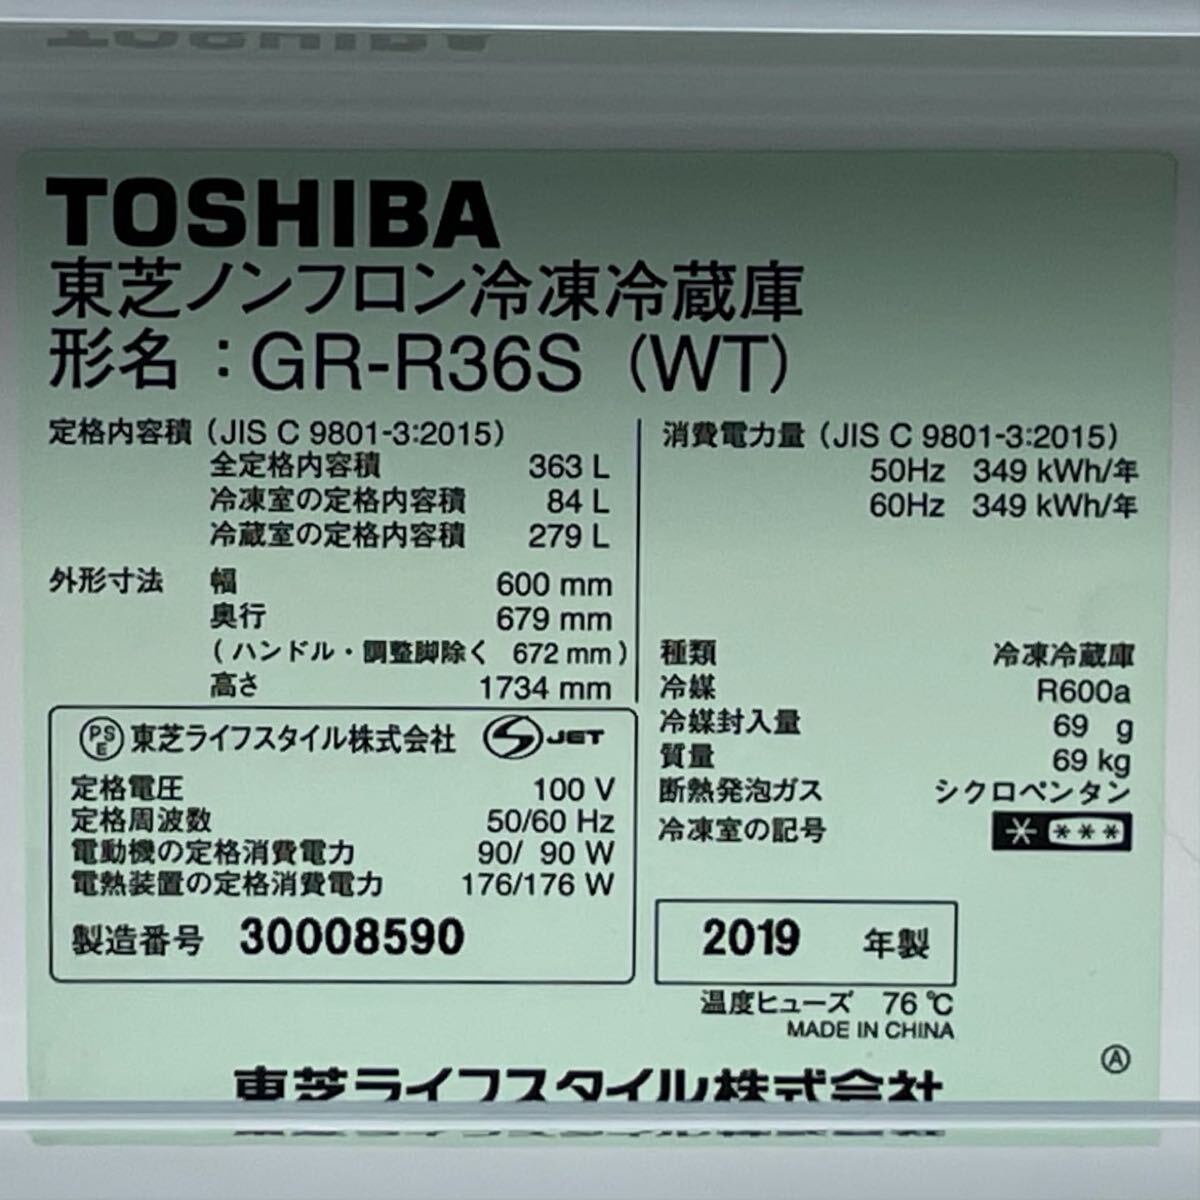 TOSHIBA
東芝ノンフロン冷凍冷蔵庫
形名：GR-R36S (WT)
定格内容積 (JIS C 9801-3:2015)
全定格内容積 363 L
冷凍室の定格内容積 84 L
冷蔵室の定格内容積 279 L
外形寸法 幅 600 mm
奥行 679 mm
(ハンドル・調整脚除く 672 mm)
高さ 1734 mm
消費電力量 (JIS C 9801-3:2015)
50Hz 349 kWh/年
60Hz 349 kWh/年
種類 冷凍冷蔵庫
冷媒 R600a
冷媒封入量 69 g
質量 69 kg
断熱発泡ガス シクロペンタン
冷凍室の記号
PSE 東芝ライフスタイル株式会社 JET
定格電圧 100 V
定格周波数 50/60 Hz
電動機の定格消費電力 90/ 90 W
電熱装置の定格消費電力 176/176 W
製造番号 30008590
2019 年製
温度ヒューズ 76 ℃
MADE IN CHINA
Ⓐ
東芝ライフスタイル株式会社